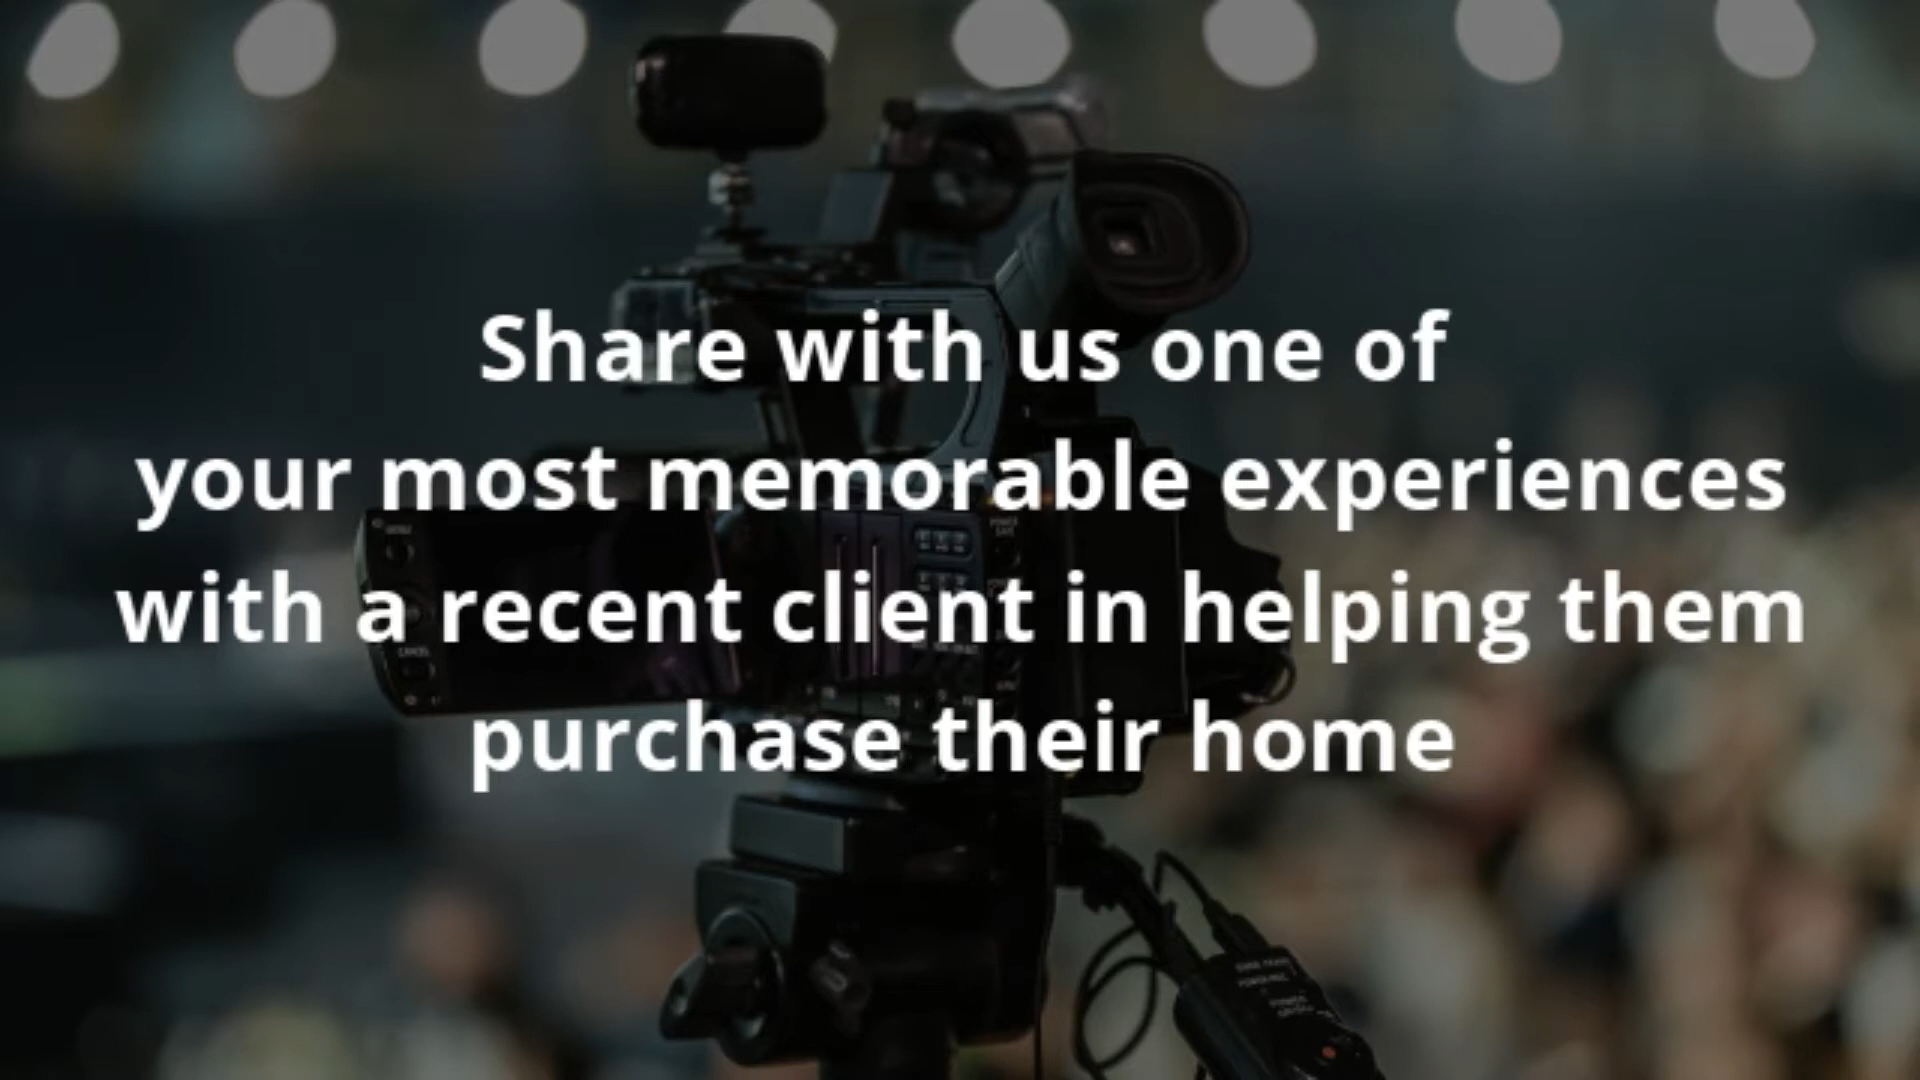 Share with us one of
your most memorable experiences
with a recent client in helping them
purchase their home